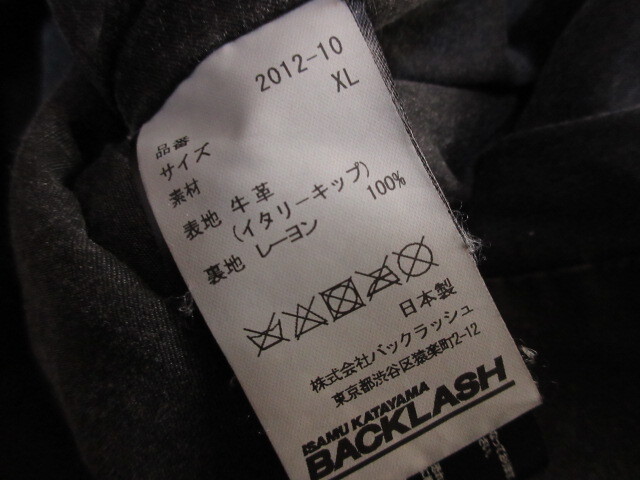 品番 2012-10
サイズ XL
素材
表地 牛革
(イタリーキップ)
裏地 レーヨン 100%
日本製
株式会社バックラッシュ
東京都渋谷区猿楽町2-12
ISAMU KATAYAMA
BACKLASH